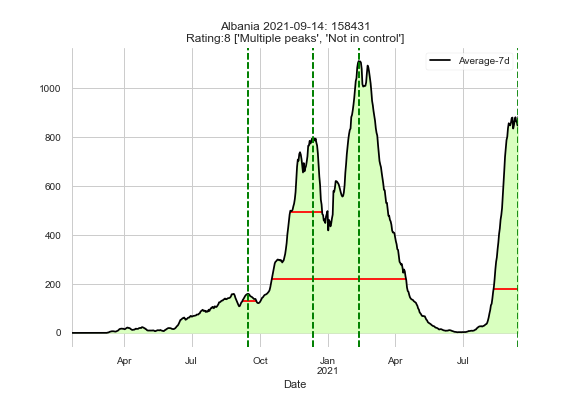 Albania 2021-09-14: 158431
Rating:8 ['Multiple peaks', 'Not in control']
Average-7d
1000
800
600
400
200
0
Apr
Jul
Oct
Jan
2021
Apr
Jul
Date